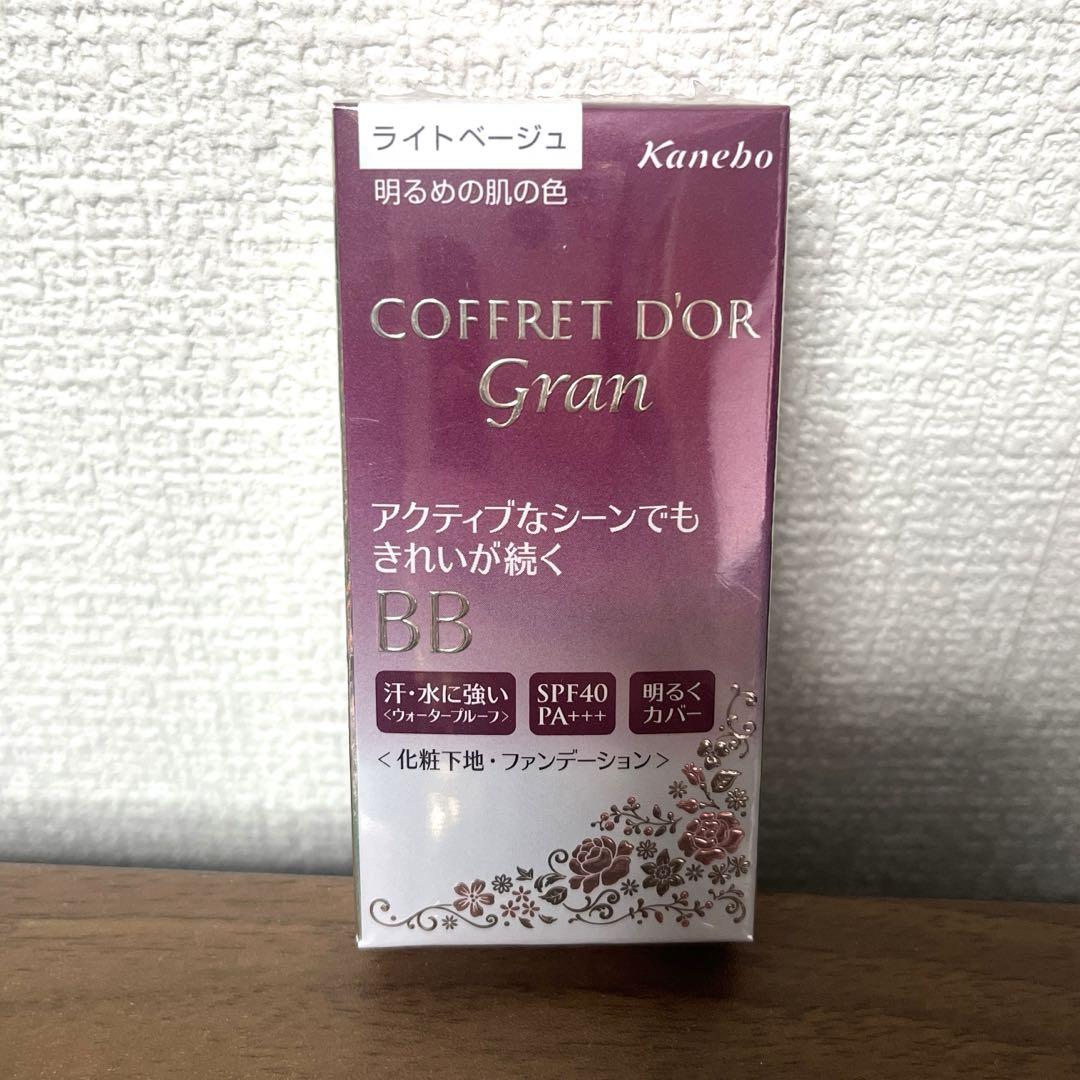 ライトベージュ
Kanebo
明るめの肌の色
COFFRET D'OR
Gran
アクティブなシーンでも
きれいが続く
BB
汗・水に強い
<ウォータープルーフ>
SPF40
PA+++
明るく
カバー
<化粧下地・ファンデーション>